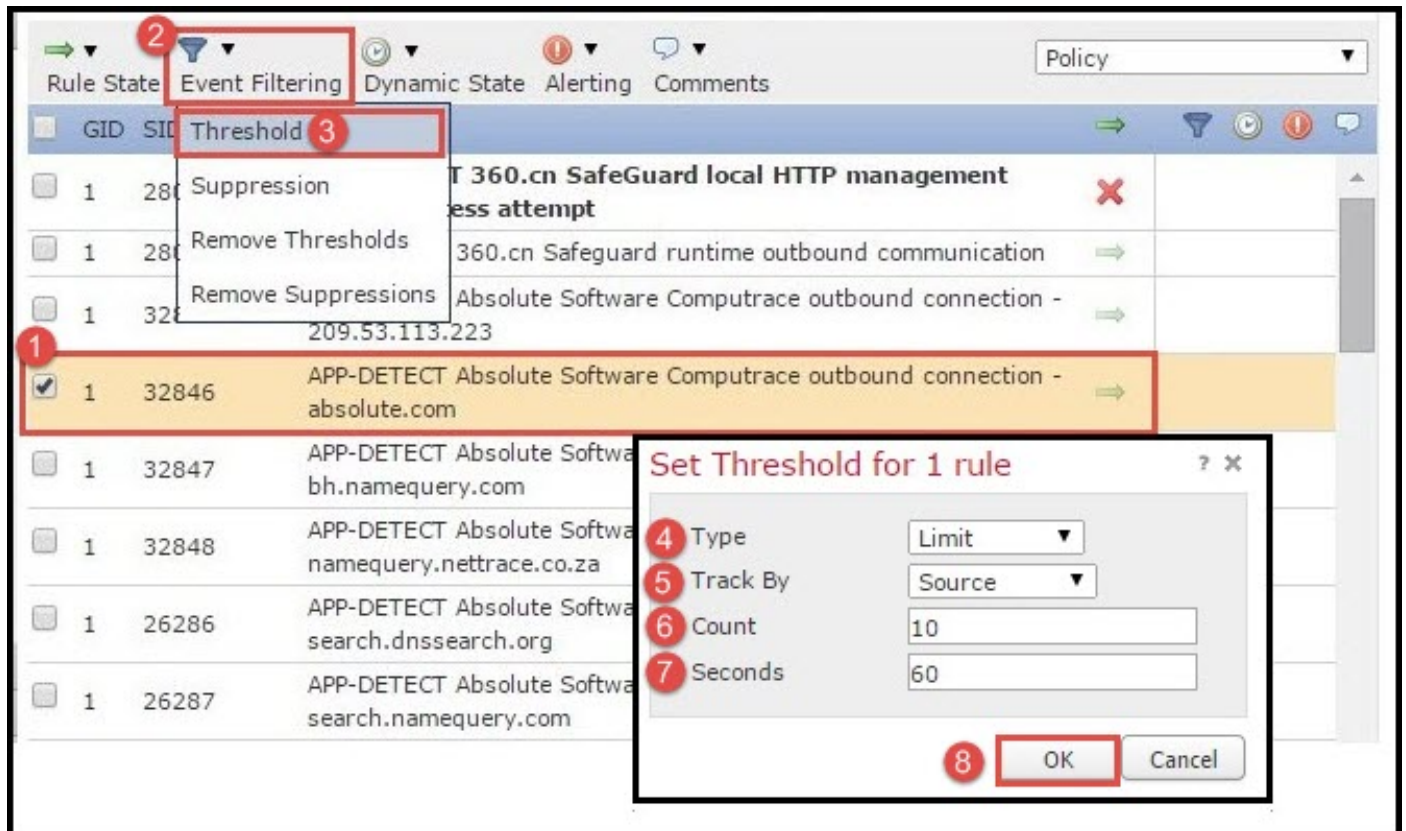 2
Rule State Event Filtering Dynamic State Alerting Comments
Policy
GID SID
Threshold 3
Suppression
Remove Thresholds
Remove Suppressions
1 T 360.cn SafeGuard local HTTP management
attempt
1 360.cn Safeguard runtime outbound communication
1 Absolute Software Computrace outbound connection -
209.53.113.223
1
1 32846 APP-DETECT Absolute Software Computrace outbound connection -
absolute.com
1 32847 APP-DETECT Absolute
bh.namequery.com
1 32848 APP-DETECT Absolute
namequery.nettrace.co.za
1 26286 APP-DETECT Absolute
search.dnssearch.org
1 26287 APP-DETECT Absolute
search.namequery.com
Set Threshold for 1 rule ?
4 Type Limit
5 Track By Source
6 Count 10
7 Seconds 60
8 OK Cancel